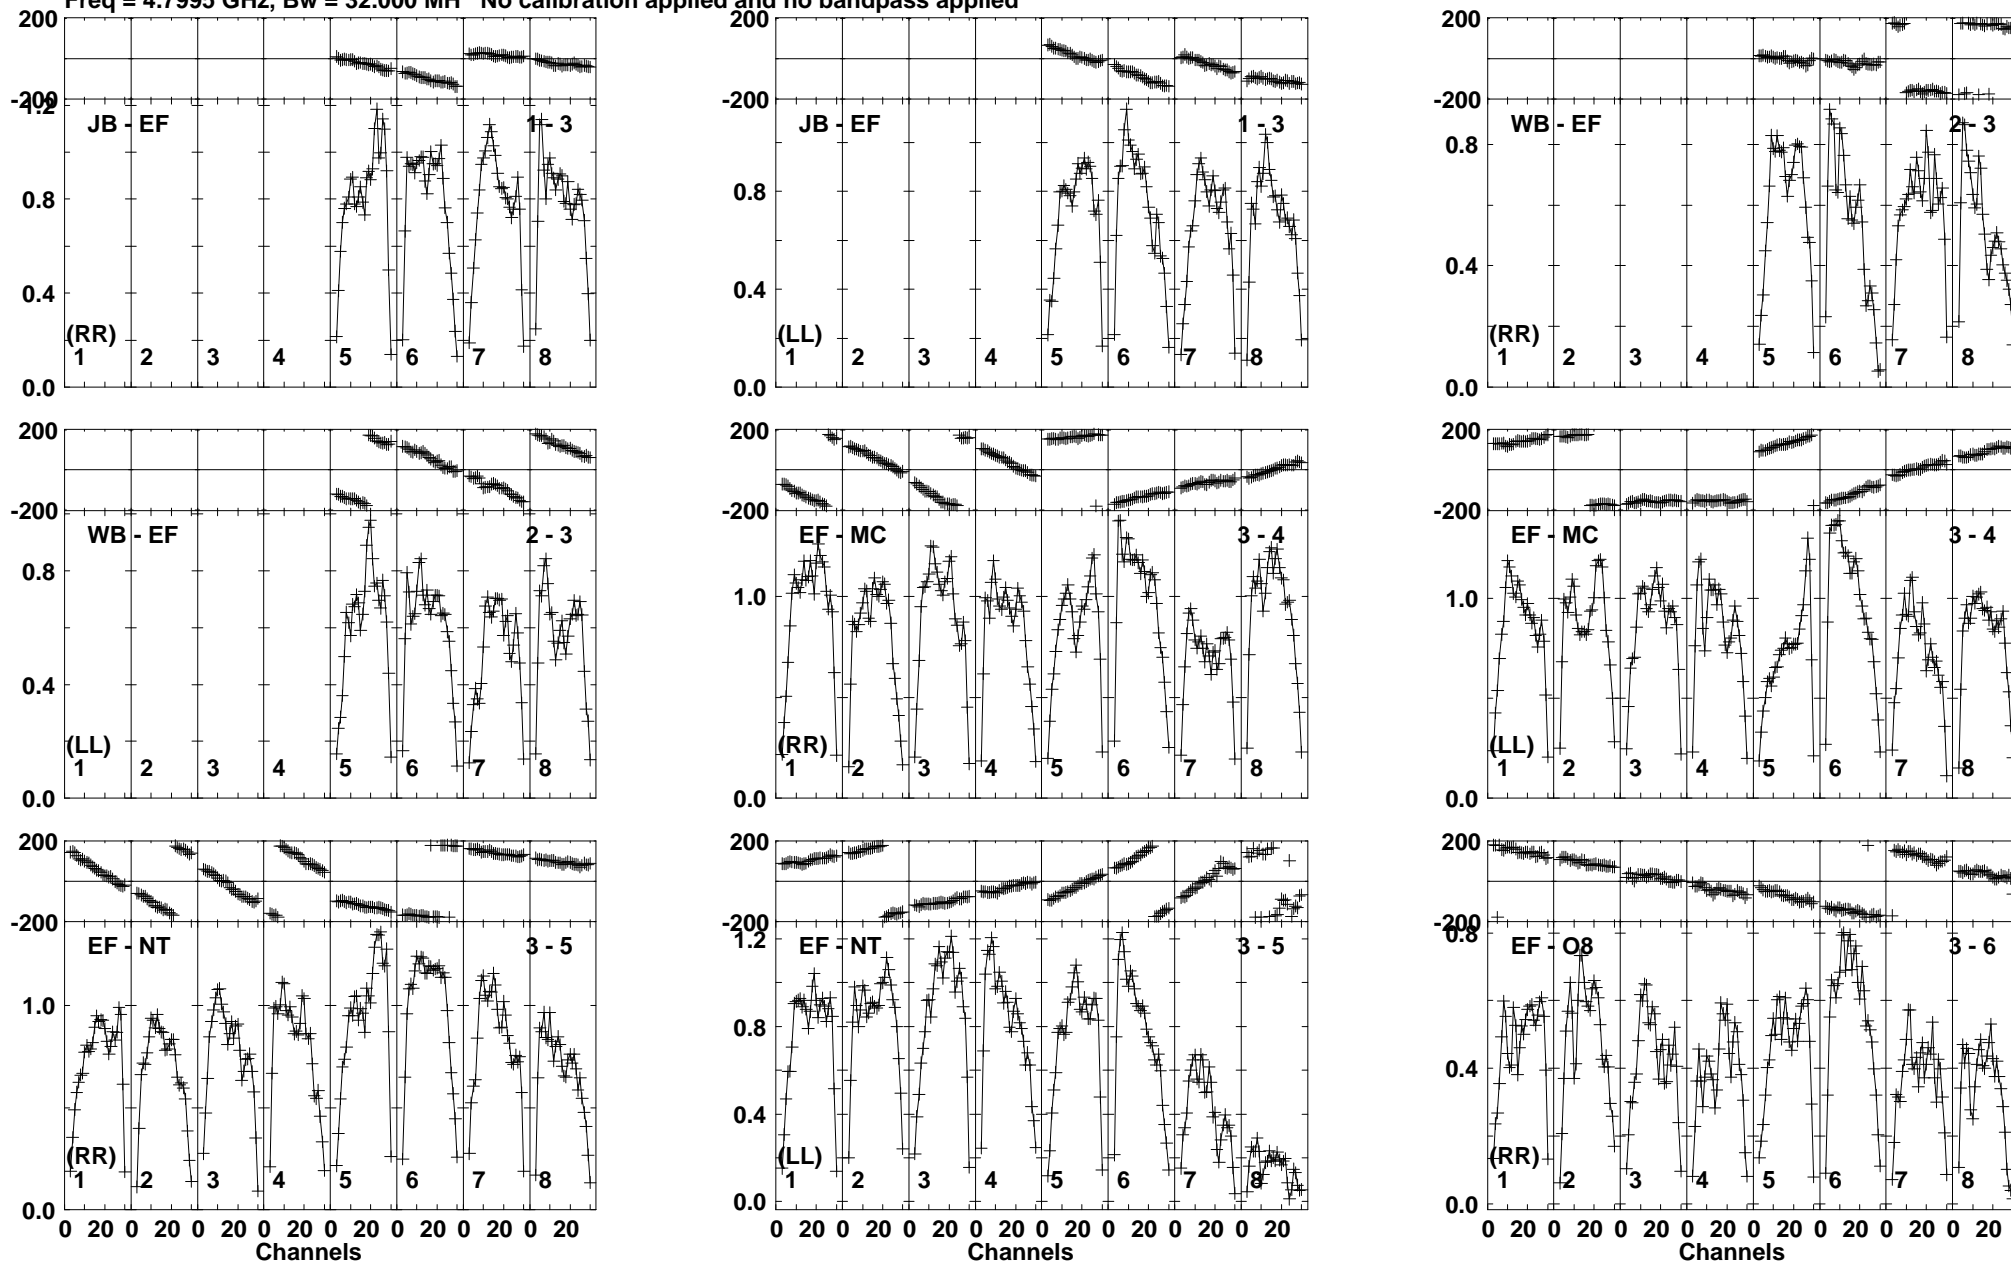 Freq = 4.7995 GHz, Bw = 32.000 MH No calibration applied and no bandpass applied
200 200 200
-200 -200 -200
1.2 JB - EF 1 - 3 JB - EF 1 - 3 WB - EF 2 - 3
0.8 0.8 0.8
0.4 0.4 0.4
(RR) (LL) (RR)
1 2 3 4 5 6 7 8 1 2 3 4 5 6 7 8 1 2 3 4 5 6 7 8
0.0 0.0 0.0
200 200 200
-200 -200 -200
WB - EF 2 - 3 EF - MC 3 - 4 EF - MC 3 - 4
0.8 1.0 1.0
0.4
(LL) (RR) (LL)
1 2 3 4 5 6 7 8 1 2 3 4 5 6 7 8 1 2 3 4 5 6 7 8
0.0 0.0 0.0
200 200 200
-200 -200 -200
EF - NT 3 - 5 1.2 EF - NT 3 - 5 0.8 EF - O8 3 - 6
1.0 0.8 0.4
0.4
(RR) (LL) (RR)
1 2 3 4 5 6 7 8 1 2 3 4 5 6 7 8 1 2 3 4 5 6 7 8
0.0 0.0 0.0
0 20 0 20 0 20 0 20 0 20 0 20 0 20 0 20 0 20 0 20 0 20 0 20 0 20 0 20 0 20 0 20 0 20 0 20 0 20 0 20 0 20 0 20 0 20 0 20
Channels Channels Channels